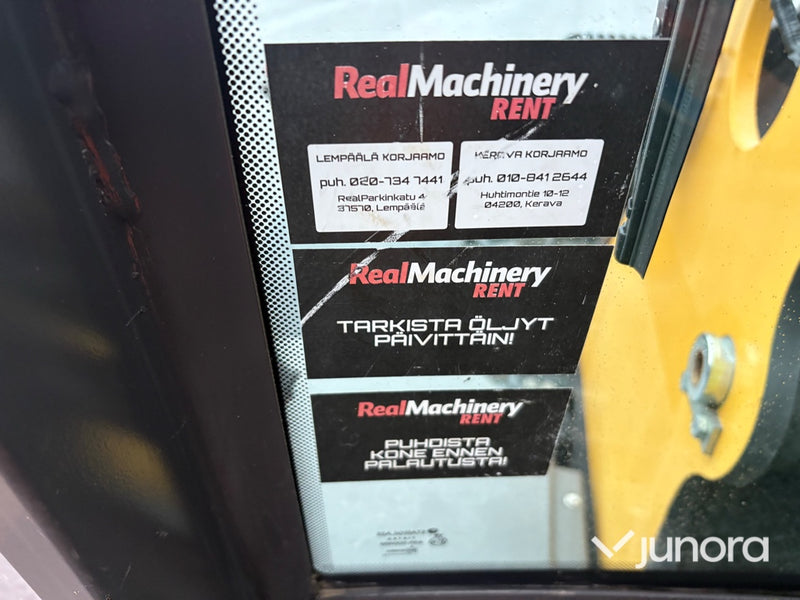 RealMachinery
RENT
LEMPÄÄLÄ KORJAAMO
puh. 020-734 7441
RealParkinkatu 4
37570, Lempäälä
KERAVA KORJAAMO
puh. 010-841 2644
Huhtimontie 10-12
04200, Kerava
RealMachinery
RENT
TARKISTA ÖLJYT
PÄIVITTÄIN!
RealMachinery
RENT
PUHDISTA
KONE ENNEN
PALAUTUSTA!
junora